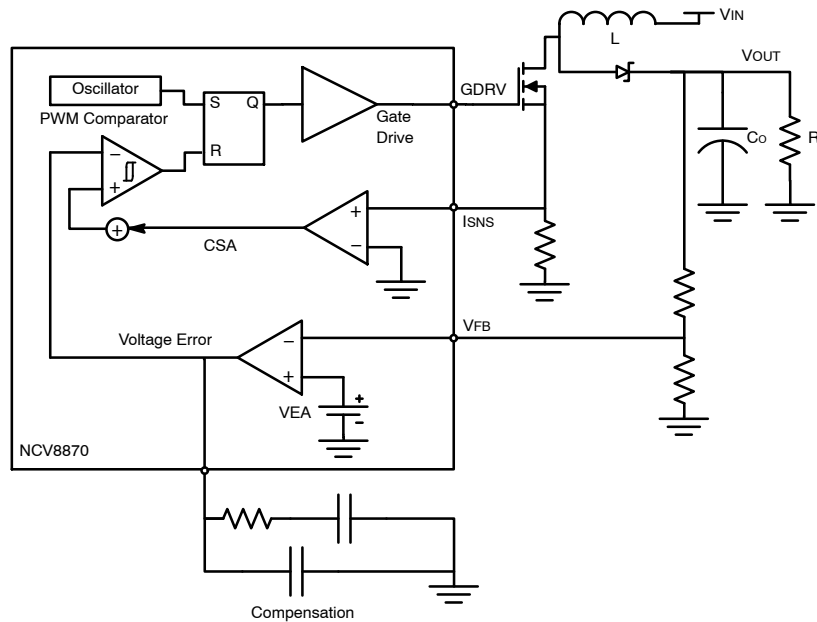 VIN
L
VOUT
Oscillator
PWM Comparator
S
Q
R
GDRV
Gate
Drive
CO
R
−
+
+
CSA
+
−
ISNS
Voltage Error
−
+
VFB
VEA
+
−
NCV8870
Compensation